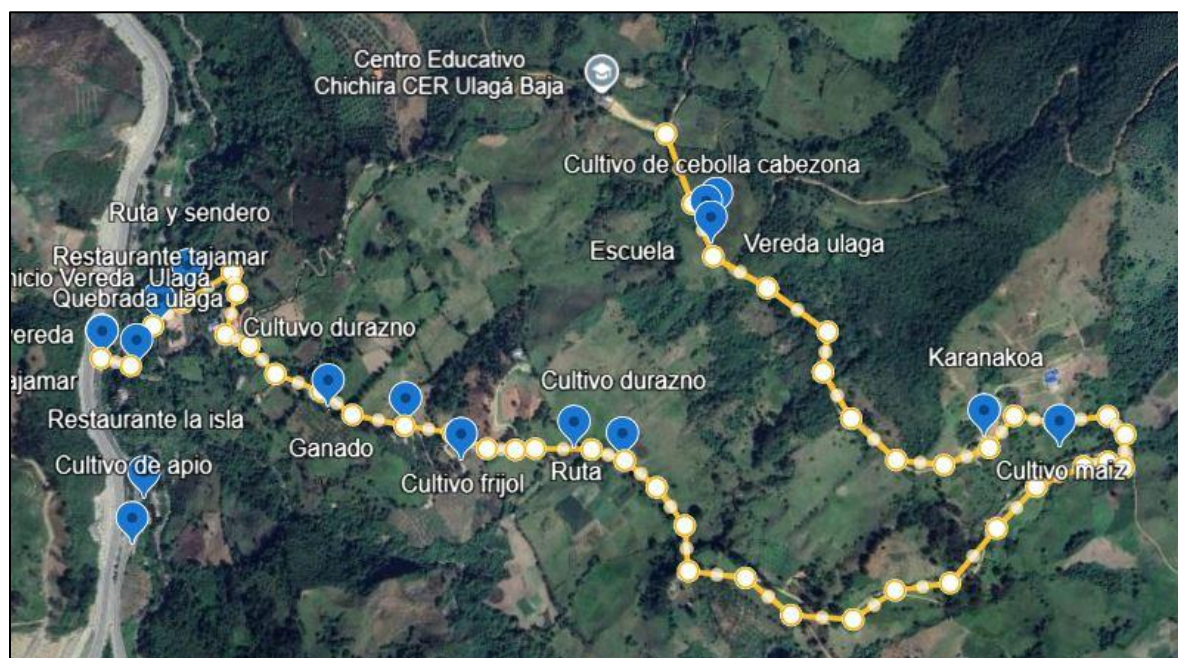 Centro Educativo
Chichira CER Ulagá Baja
Cultivo de cebolla cabezona
Ruta y sendero
Escuela
Vereda ulaga
Restaurante tajamar
nicio Vereda Ulagá
Quebrada ulaga
vereda
Cultuvo durazno
Karanakoa
ajamar
Cultivo durazno
Restaurante la isla
Ganado
Cultivo de apio
Cultivo frijol
Ruta
Cultivo maiz